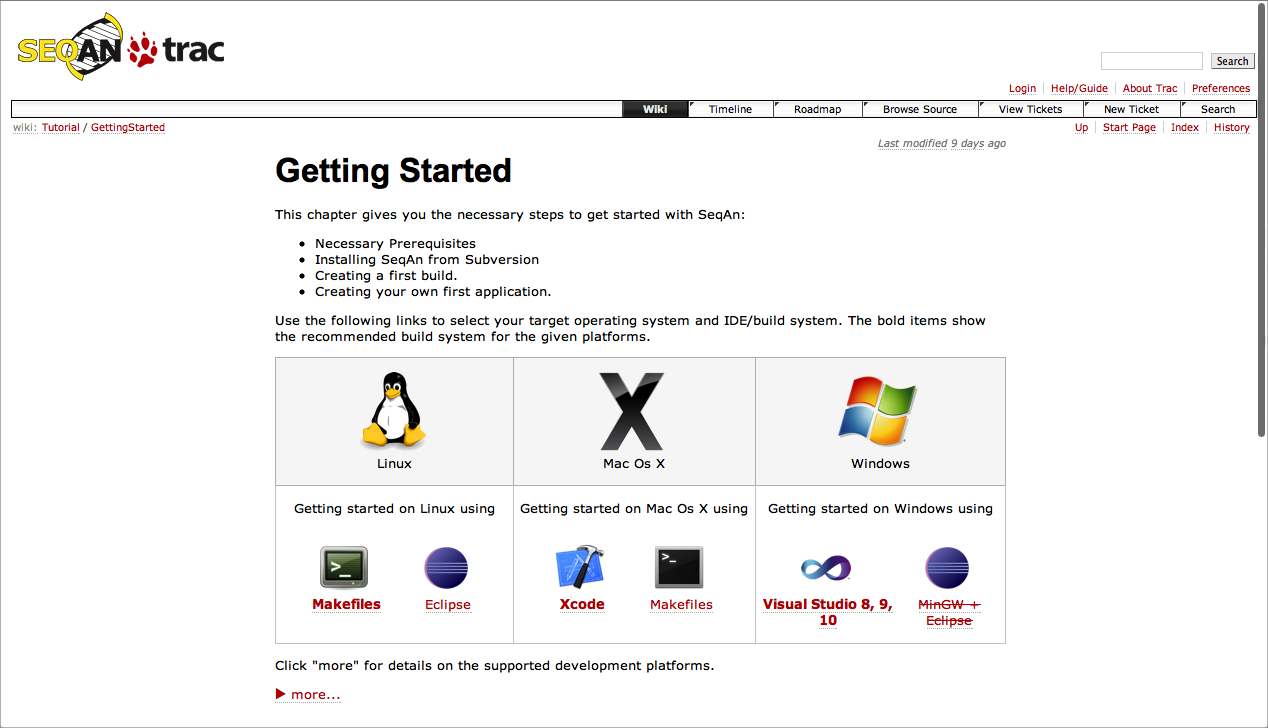 SEQAN trac
Search
Login Help/Guide About Trac Preferences
Wiki Timeline Roadmap Browse Source View Tickets New Ticket Search
wiki: Tutorial / GettingStarted
Up Start Page Index History
Last modified 9 days ago
Getting Started
This chapter gives you the necessary steps to get started with SeqAn:
Necessary Prerequisites
Installing SeqAn from Subversion
Creating a first build.
Creating your own first application.
Use the following links to select your target operating system and IDE/build system. The bold items show
the recommended build system for the given platforms.
Linux
Mac Os X
Windows
Getting started on Linux using
Makefiles
Eclipse
Getting started on Mac Os X using
Xcode
Makefiles
Getting started on Windows using
Visual Studio 8, 9,
10
MinGW +
Eclipse
Click "more" for details on the supported development platforms.
more...